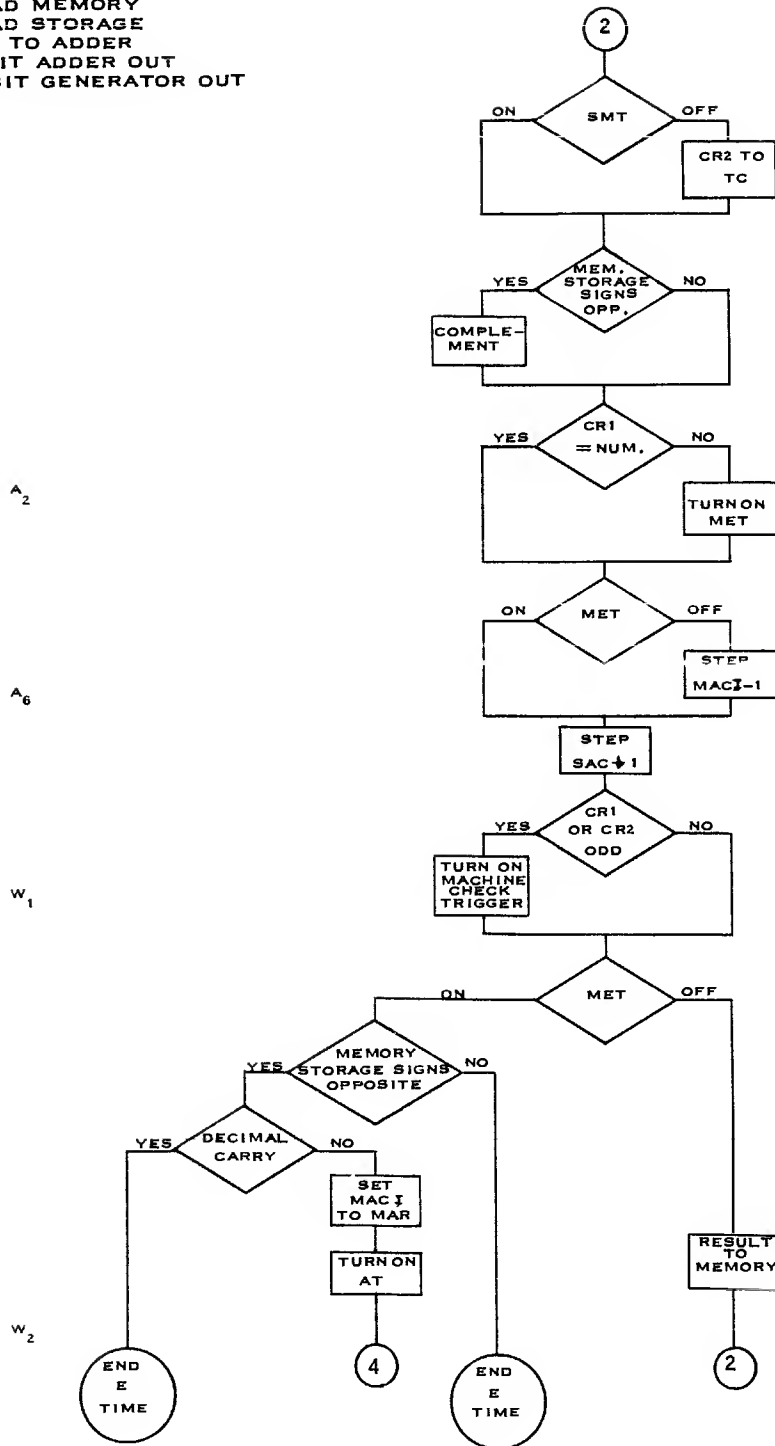 AD MEMORY
AD STORAGE
TO ADDER
IT ADDER OUT
BIT GENERATOR OUT
2
SMT
ON
OFF
CR2 TO
TC
MEM.
STORAGE
SIGNS
OPP.
YES
NO
COMPLE-
MENT
CR1
=NUM.
YES
NO
A2
TURN ON
MET
MET
ON
OFF
STEP
MAC I-1
A6
STEP
SAC+1
CR1
OR CR2
ODD
YES
NO
TURN ON
MACHINE
CHECK
TRIGGER
W1
MET
ON
OFF
MEMORY
STORAGE SIGNS
OPPOSITE
YES
NO
DECIMAL
CARRY
YES
NO
SET
MAC I
TO MAR
TURN ON
AT
RESULT
TO
MEMORY
W2
END
E
TIME
4
END
E
TIME
2